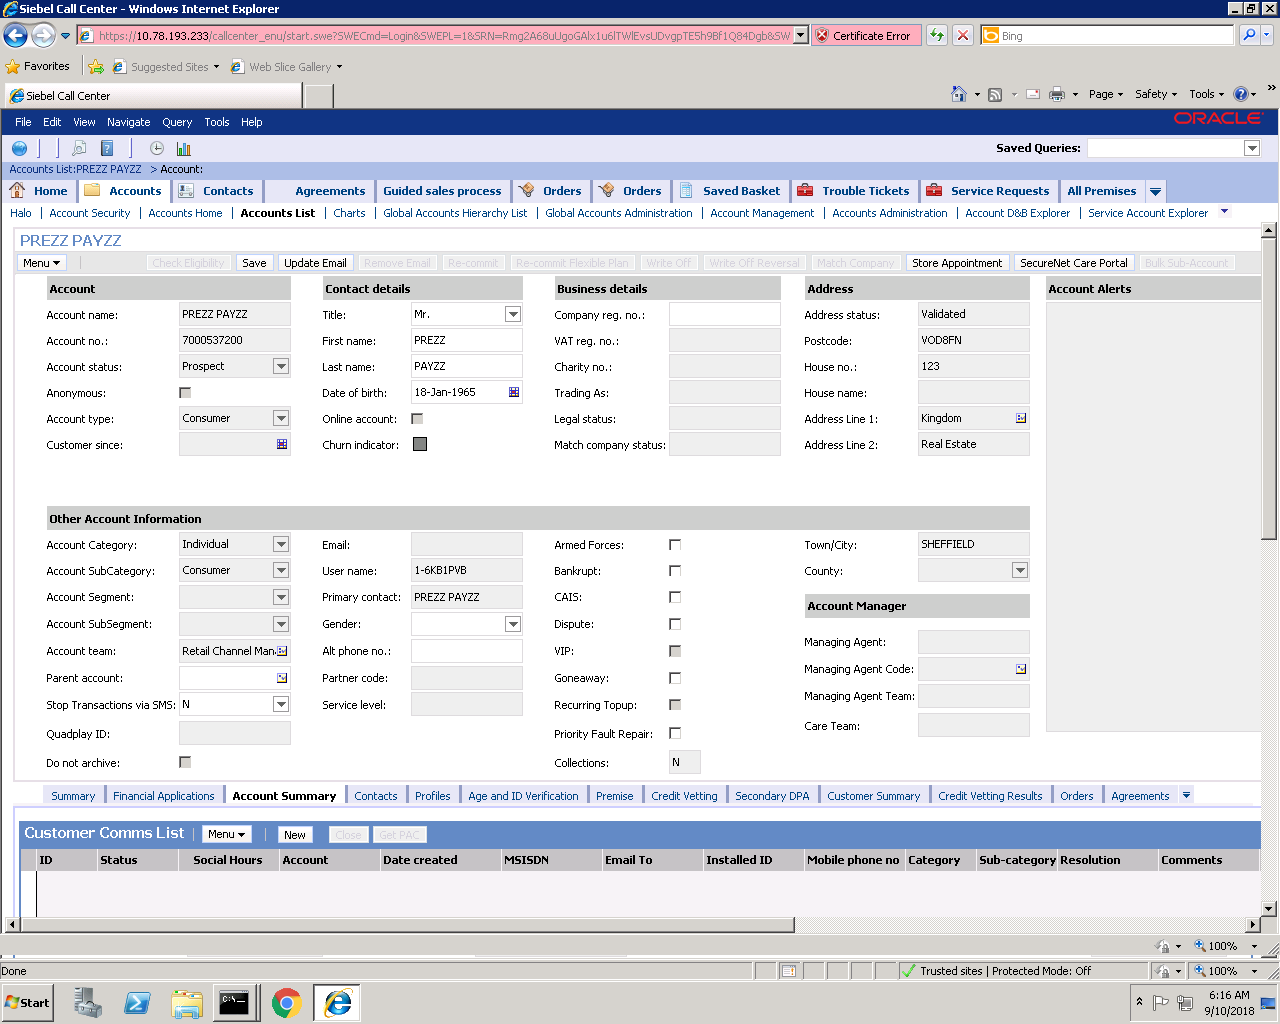 Siebel Call Center - Windows Internet Explorer
https://10.78.193.233/callcenter_enu/start.swe?SWECmd=Login&SWEPL=1&SRN= Certificate Error Bing
Favorites Suggested Sites Web Slice Gallery
Siebel Call Center Page Safety Tools »
File Edit View Navigate Query Tools Help ORACLE
Saved Queries:
Accounts List:PREZZ PAYZZ > Account:
Home Accounts Contacts Agreements Guided sales process Orders Orders Saved Basket Trouble Tickets Service Requests All Premises
Halo Account Security Accounts Home Accounts List Charts Global Accounts Hierarchy List Global Accounts Administration Account Management Accounts Administration Account D&B Explorer Service Account Explorer
PREZZ PAYZZ
Menu Check Eligibility Save Update Email Remove Email Re-commit Re-commit Flexible Plan Write Off Write Off Reversal Match Company Store Appointment SecureNet Care Portal Bulk Sub-Account
Account Contact details Business details Address Account Alerts
Account name: PREZZ PAYZZ Title: Mr. Company reg. no.: Address status: Validated
Account no.: 7000537200 First name: PREZZ VAT reg. no.: Postcode: VOD8FN
Account status: Prospect Last name: PAYZZ Charity no.: House no.: 123
Anonymous: Date of birth: 18-Jan-1965 Trading As: House name:
Account type: Consumer Online account: Legal status: Address Line 1: Kingdom
Customer since: Churn indicator: Match company status: Address Line 2: Real Estate
Other Account Information
Account Category: Individual Email: Armed Forces: Town/City: SHEFFIELD
Account SubCategory: Consumer User name: 1-6KB1PVB Bankrupt: County:
Account Segment: Primary contact: PREZZ PAYZZ CAIS: Account Manager
Account SubSegment: Gender: Dispute:
Account team: Retail Channel Man Alt phone no.: VIP: Managing Agent:
Parent account: Partner code: Goneaway: Managing Agent Code:
Stop Transactions via SMS: N Service level: Recurring Topup: Managing Agent Team:
Quadplay ID: Priority Fault Repair: Care Team:
Do not archive: Collections: N
Summary Financial Applications Account Summary Contacts Profiles Age and ID Verification Premise Credit Vetting Secondary DPA Customer Summary Credit Vetting Results Orders Agreements
Customer Comms List Menu New Close Get PAC
ID Status Social Hours Account Date created MSISDN Email To Installed ID Mobile phone no Category Sub-category Resolution Comments
100%
Done Trusted sites | Protected Mode: Off 100%
Start C:\ 6:16 AM
9/10/2018